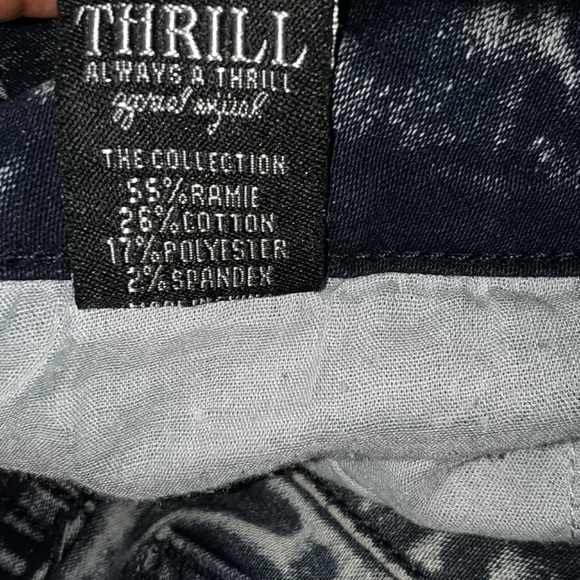 THRILL
ALWAYS A THRILL
THE COLLECTION
55%RAMIE
26%COTTON
17%POLYESTER
2%SPANDEX